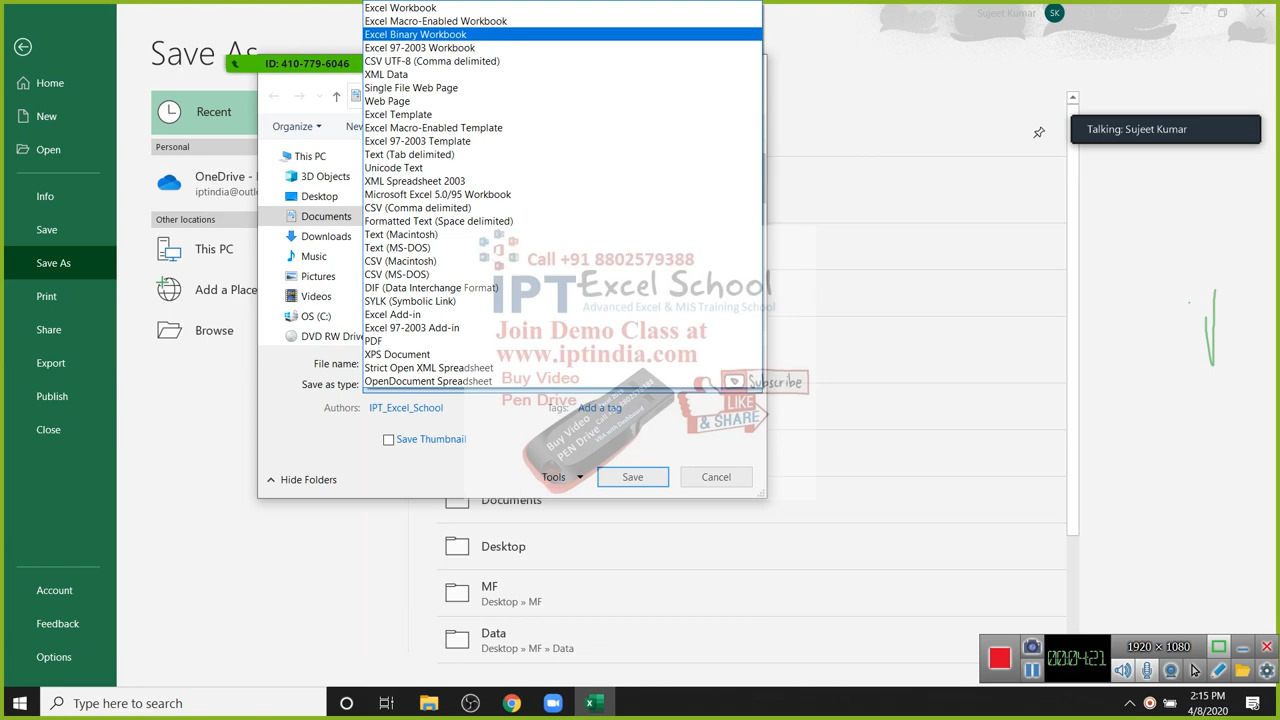 Sujeet Kumar
SK
Save As
ID: 410-779-6046
Home
New
Open
Info
Save
Save As
Print
Share
Export
Publish
Close
Account
Feedback
Options
Recent
Personal
OneDrive -
iptindia@outl
Other locations
This PC
Add a Place
Browse
Organize
New
This PC
3D Objects
Desktop
Documents
Downloads
Music
Pictures
Videos
OS (C:)
DVD RW Drive
Excel Workbook
Excel Macro-Enabled Workbook
Excel Binary Workbook
Excel 97-2003 Workbook
CSV UTF-8 (Comma delimited)
XML Data
Single File Web Page
Web Page
Excel Template
Excel Macro-Enabled Template
Excel 97-2003 Template
Text (Tab delimited)
Unicode Text
XML Spreadsheet 2003
Microsoft Excel 5.0/95 Workbook
CSV (Comma delimited)
Formatted Text (Space delimited)
Text (Macintosh)
Text (MS-DOS)
CSV (Macintosh)
CSV (MS-DOS)
DIF (Data Interchange Format)
SYLK (Symbolic Link)
Excel Add-in
Excel 97-2003 Add-in
PDF
XPS Document
Strict Open XML Spreadsheet
OpenDocument Spreadsheet
File name:
Save as type:
Authors: IPT_Excel_School
Tags: Add a tag
Save Thumbnail
Hide Folders
Tools
Save
Cancel
Call +91 8802579388
IPT Excel School
Advanced Excel & MIS Training School
Join Demo Class at
www.iptindia.com
Buy Video
Pen Drive
Buy Video
PEN Drive
Subscribe
LIKE
& SHARE
Talking: Sujeet Kumar
Documents
Desktop
MF
Desktop » MF
Data
Desktop » MF » Data
00:04:21
1920 × 1080
Type here to search
2:15 PM
4/8/2020